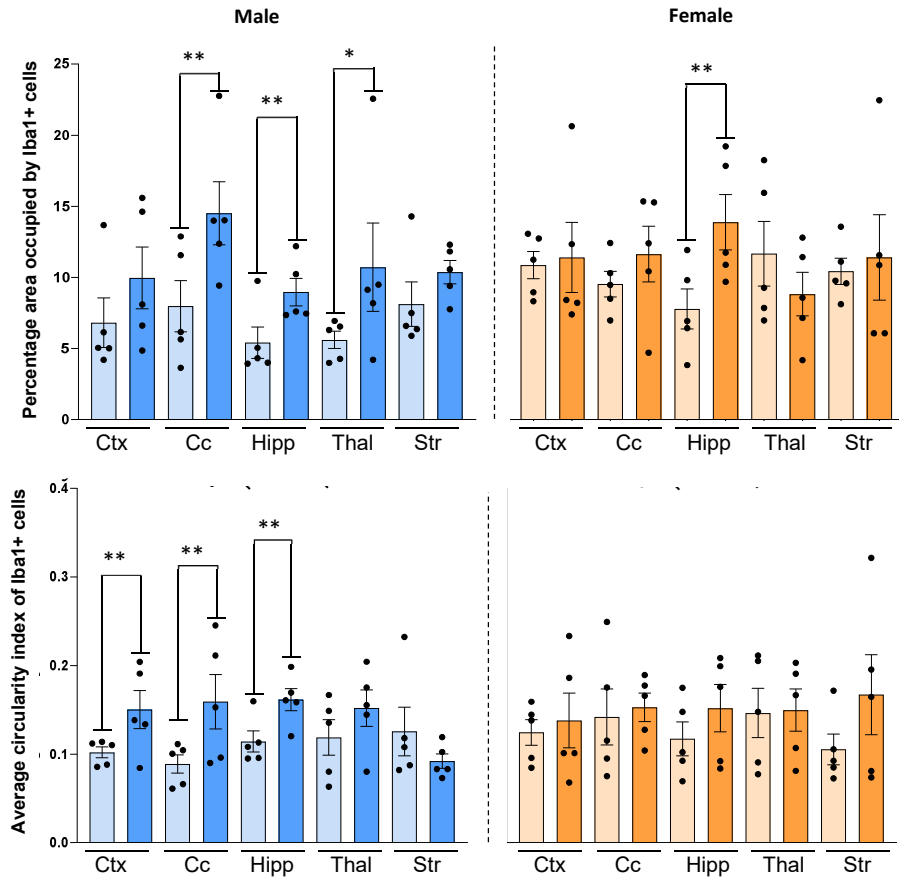 Male Female
Percentage area occupied by Iba1+ cells
25
20
15
10
5
0
** ** * **
Ctx Cc Hipp Thal Str Ctx Cc Hipp Thal Str
Average circularity index of Iba1+ cells
0.4
0.3
0.2
0.1
0.0
** ** **
Ctx Cc Hipp Thal Str Ctx Cc Hipp Thal Str